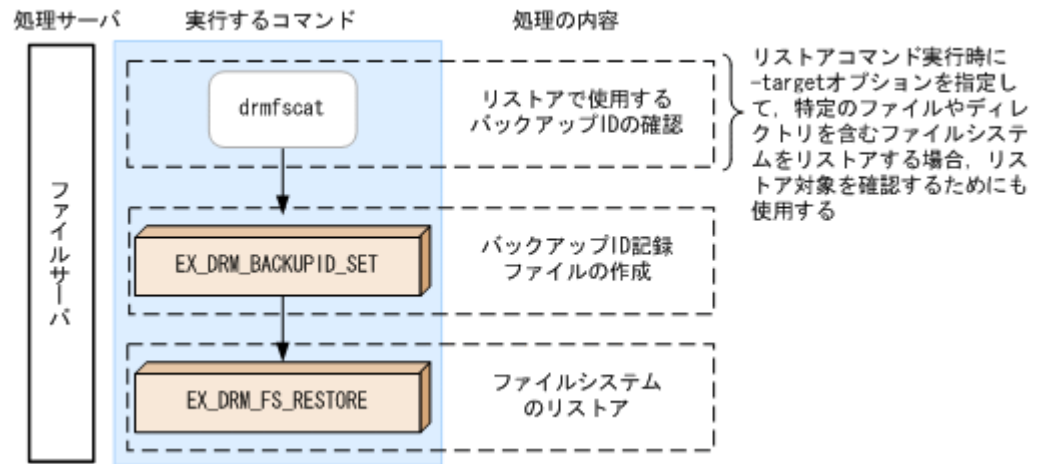 処理サーバ
実行するコマンド
処理の内容
ファイルサーバ
drmfscat
リストアで使用する
バックアップIDの確認
リストアコマンド実行時に
-targetオプションを指定し
て，特定のファイルやディレ
クトリを含むファイルシステ
ムをリストアする場合，リス
トア対象を確認するためにも
使用する
EX_DRM_BACKUPID_SET
バックアップID記録
ファイルの作成
EX_DRM_FS_RESTORE
ファイルシステム
のリストア